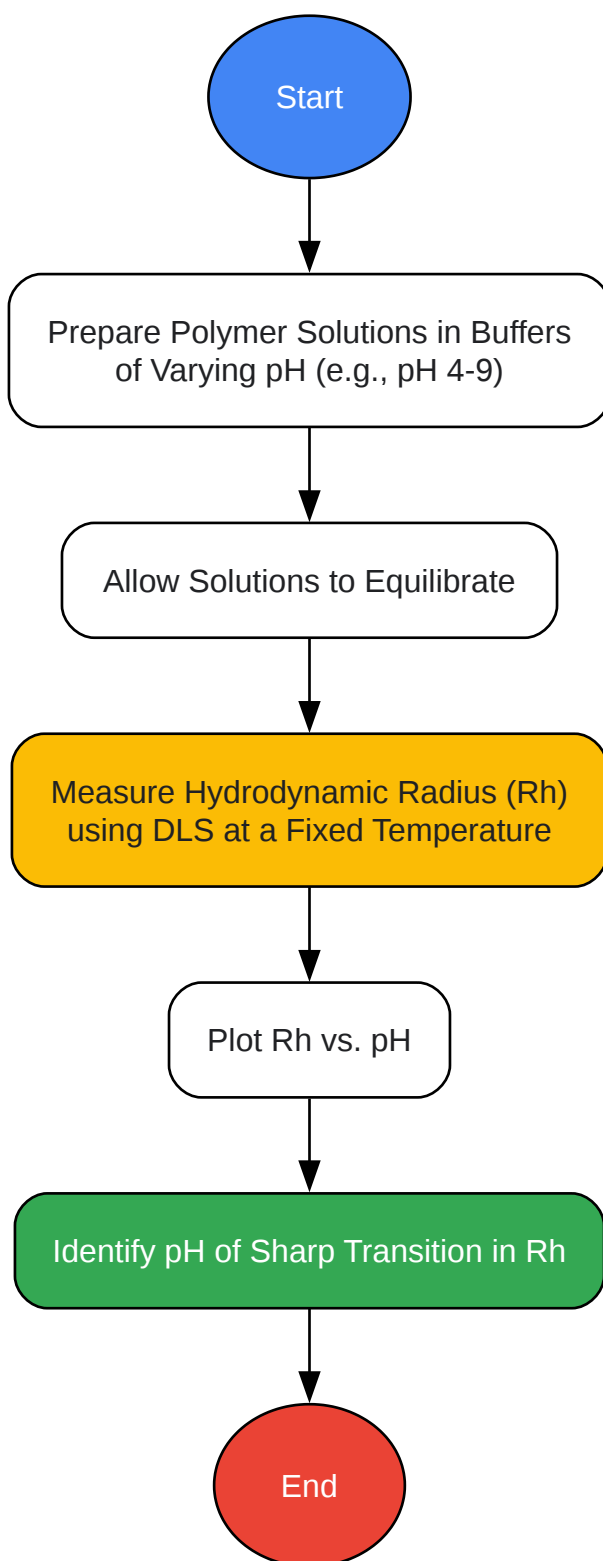 Start
Prepare Polymer Solutions in Buffers
of Varying pH (e.g., pH 4-9)
Allow Solutions to Equilibrate
Measure Hydrodynamic Radius (Rh)
using DLS at a Fixed Temperature
Plot Rh vs. pH
Identify pH of Sharp Transition in Rh
End